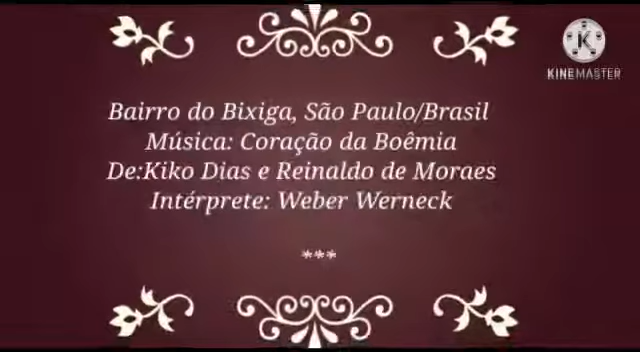 KINEMASTER
Bairro do Bixiga, São Paulo/Brasil
Música: Coração da Boêmia
De:Kiko Dias e Reinaldo de Moraes
Intérprete: Weber Werneck
***